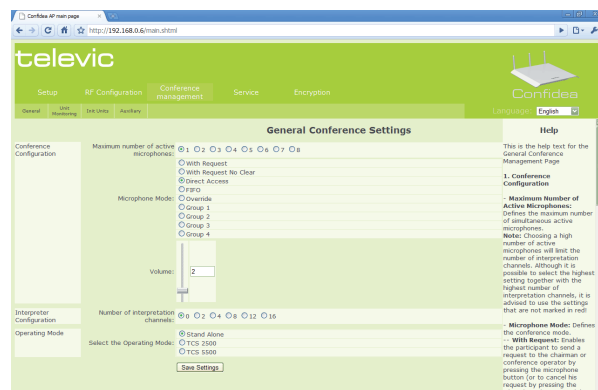 Confidea AP main page
http://192.168.0.6/main.shtml
televic
Setup
RF Configuration
Conference management
Service
Encryption
Confidea
General
Unit Monitoring
Init Units
Auxiliary
Language: English
General Conference Settings
Conference Configuration
Maximum number of active microphones:
1 2 3 4 5 6 7 8
Microphone Mode:
With Request
With Request No Clear
Direct Access
FIFO
Override
Group 1
Group 2
Group 3
Group 4
Volume:
2
Interpreter Configuration
Number of interpretation channels:
0 2 4 8 12 16
Operating Mode
Select the Operating Mode:
Stand Alone
TCS 2500
TCS 5500
Save Settings
Help
This is the help text for the
General Conference
Management Page
1. Conference
Configuration
- Maximum Number of
Active Microphones:
Defines the maximum number
of simultaneous active
microphones.
Note: Choosing a high
number of active
microphones will limit the
number of interpretation
channels. Although it is
possible to select the highest
setting together with the
highest number of
interpretation channels, it is
advised to use the settings
that are not marked in red!
- Microphone Mode: Defines
the conference mode.
-- With Request: Enables
the participant to send a
request to the chairman or
conference operator by
pressing the microphone
button (or to cancel his
request by pressing the